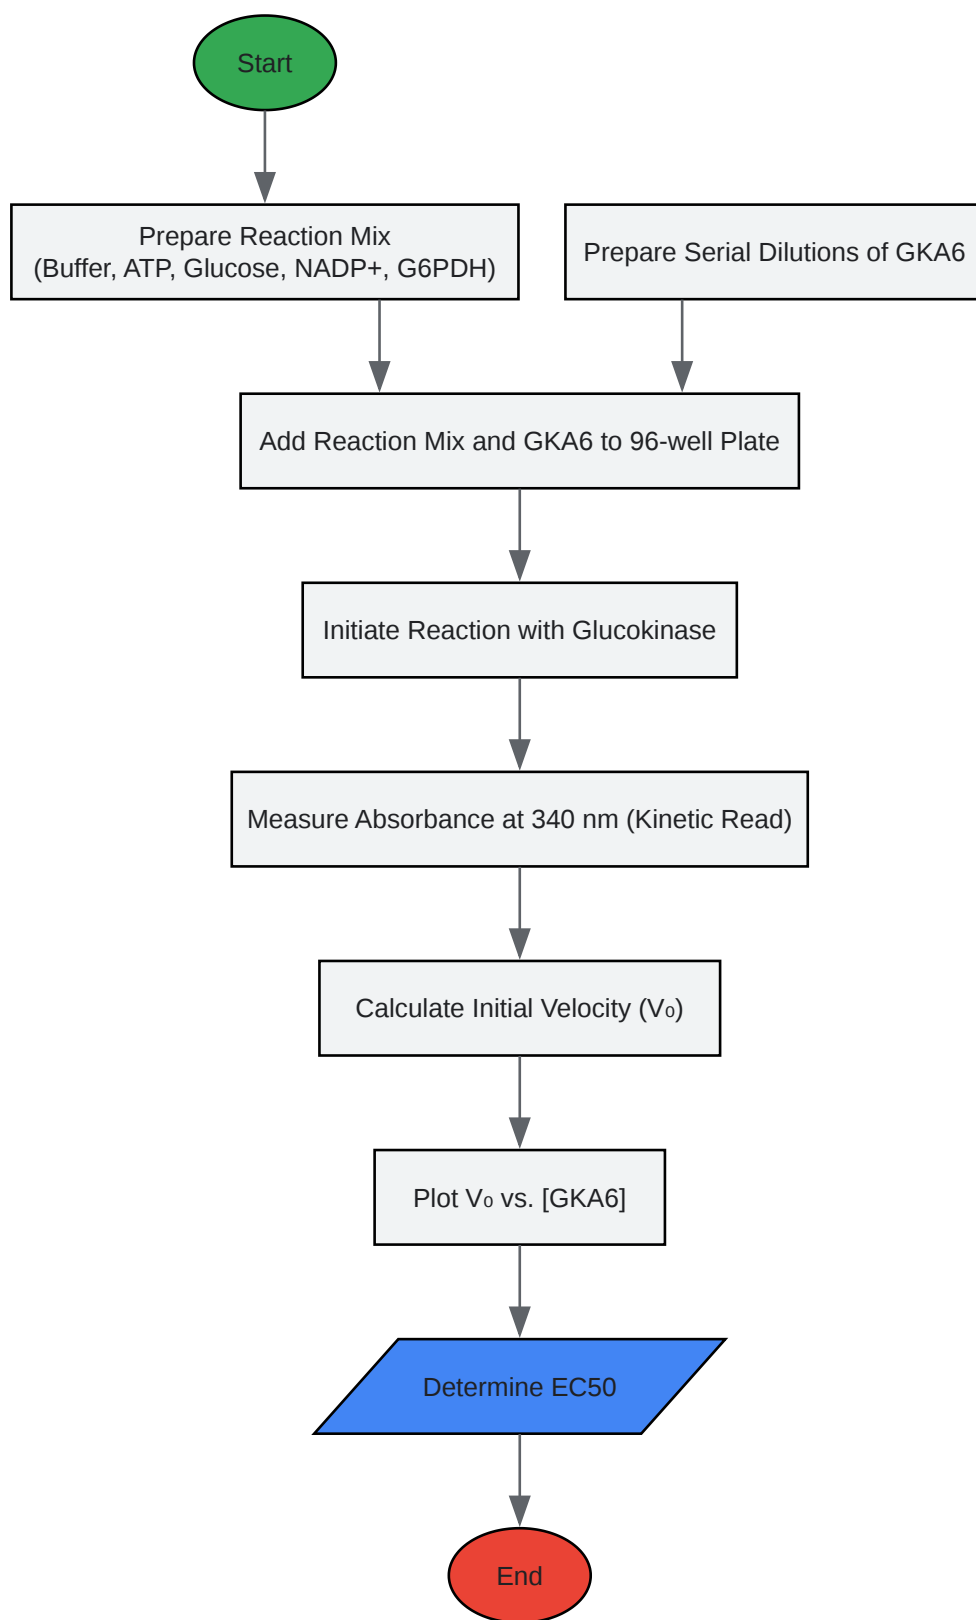 Start
Prepare Reaction Mix
(Buffer, ATP, Glucose, NADP+, G6PDH)
Prepare Serial Dilutions of GKA6
Add Reaction Mix and GKA6 to 96-well Plate
Initiate Reaction with Glucokinase
Measure Absorbance at 340 nm (Kinetic Read)
Calculate Initial Velocity (V₀)
Plot V₀ vs. [GKA6]
Determine EC50
End